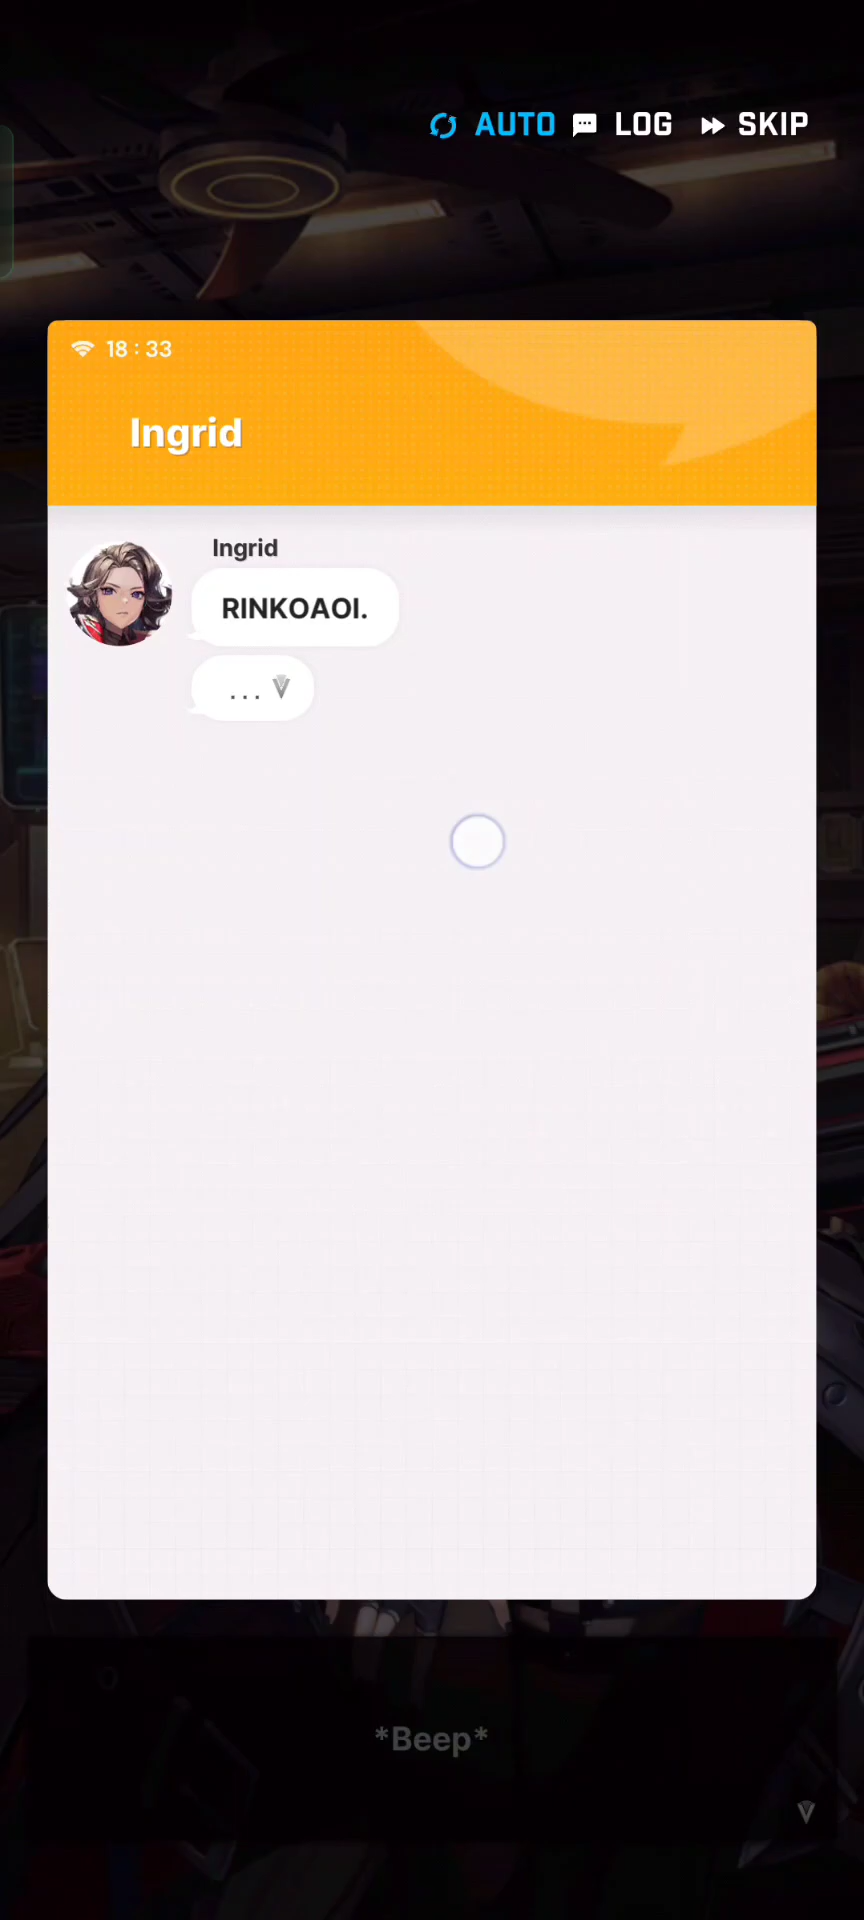 AUTO LOG SKIP
18 : 33
Ingrid
Ingrid
RINKOAOI.
...
*Beep*